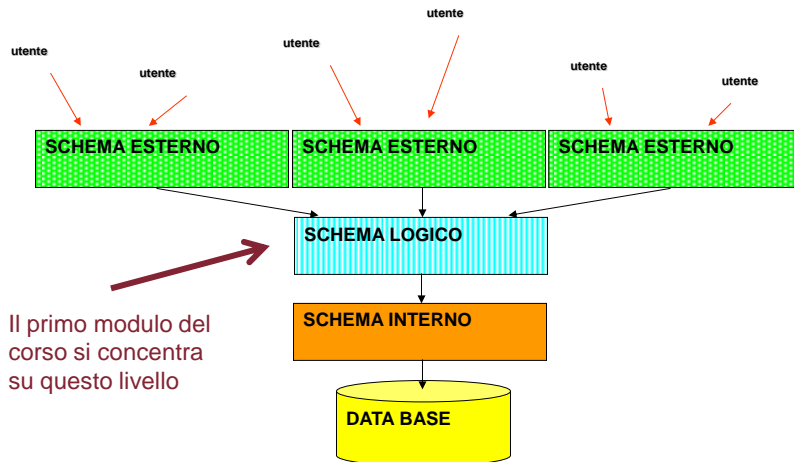 utente
utente
utente
utente
utente
utente
SCHEMA ESTERNO
SCHEMA ESTERNO
SCHEMA ESTERNO
SCHEMA LOGICO
Il primo modulo del
corso si concentra
su questo livello
SCHEMA INTERNO
DATA BASE